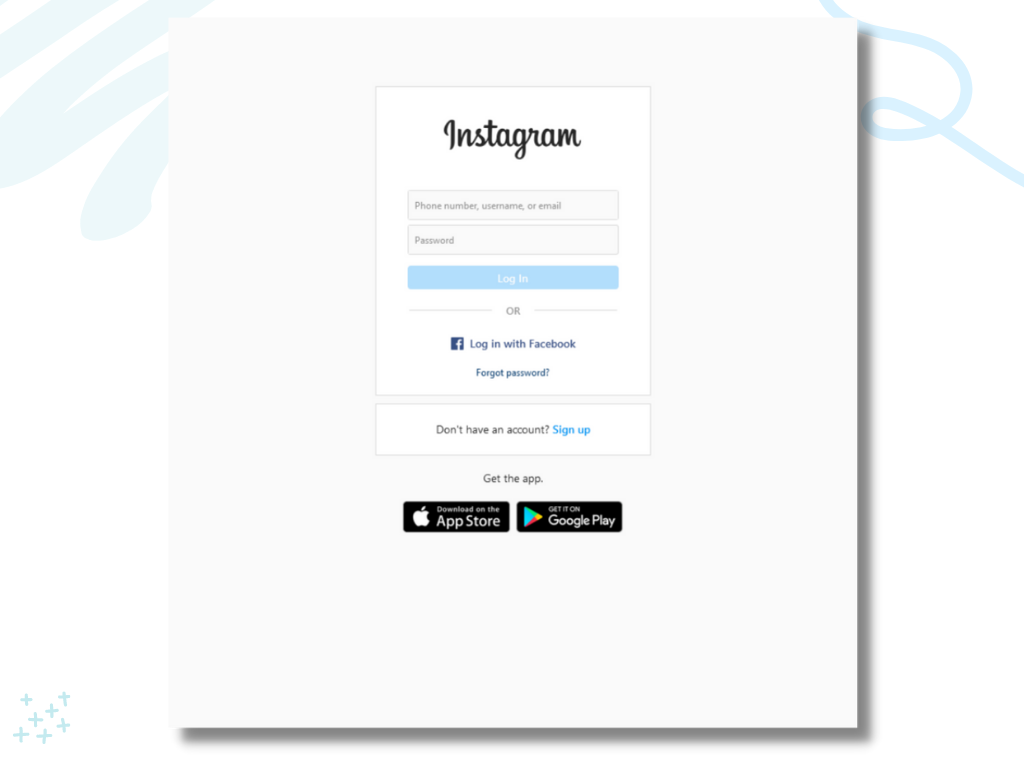 Instagram
Phone number, username, or email
Password
Log In
OR
Log in with Facebook
Forgot password?
Don't have an account? Sign up
Get the app.
Download on the
App Store
GET IT ON
Google Play